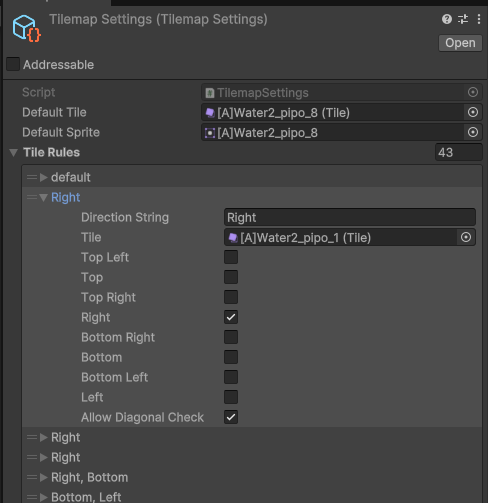 Tilemap Settings (Tilemap Settings)
Open
Addressable
Script TilemapSettings
Default Tile [A]Water2_pipo_8 (Tile)
Default Sprite [A]Water2_pipo_8
Tile Rules 43
default
Right
Direction String Right
Tile [A]Water2_pipo_1 (Tile)
Top Left
Top
Top Right
Right
Bottom Right
Bottom
Bottom Left
Left
Allow Diagonal Check
Right
Right
Right, Bottom
Bottom, Left